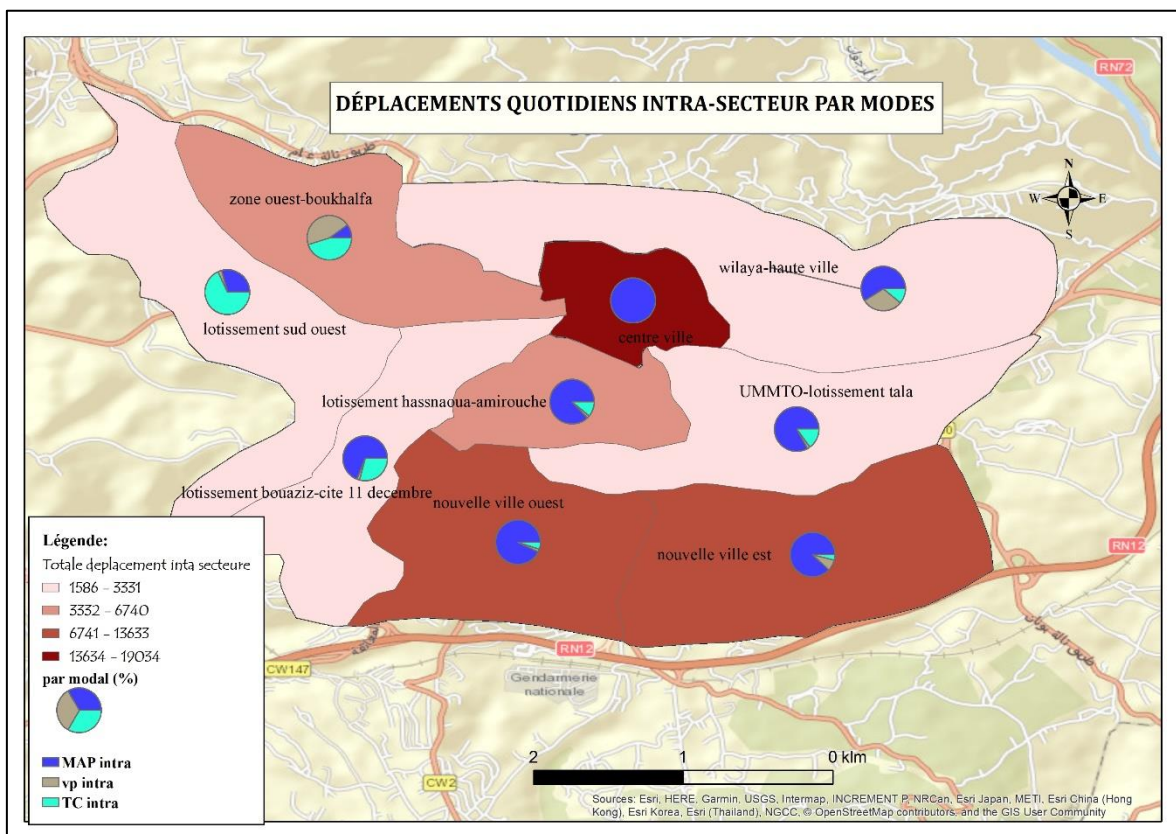 DÉPLACEMENTS QUOTIDIENS INTRA-SECTEUR PAR MODES
RN72
N
W E
S
zone ouest-boukhalfa
wilaya-haute ville
lotissement sud ouest
centre ville
lotissement hassnaoua-amirouche
UMMTO-lotissement tala
lotissement bouaziz-cite 11 decembre
nouvelle ville ouest
nouvelle ville est
RN12
RN12
CW147
Gendarmerie
nationale
CW2
Légende:
Totale deplacement inta secteure
1586 - 3331
3332 - 6740
6741 - 13633
13634 - 19034
par modal (%)
MAP intra
vp intra
TC intra
2 1 0 klm
Sources: Esri, HERE, Garmin, USGS, Intermap, INCREMENT P, NRCan, Esri Japan, METI, Esri China (Hong
Kong), Esri Korea, Esri (Thailand), NGCC, © OpenStreetMap contributors, and the GIS User Community